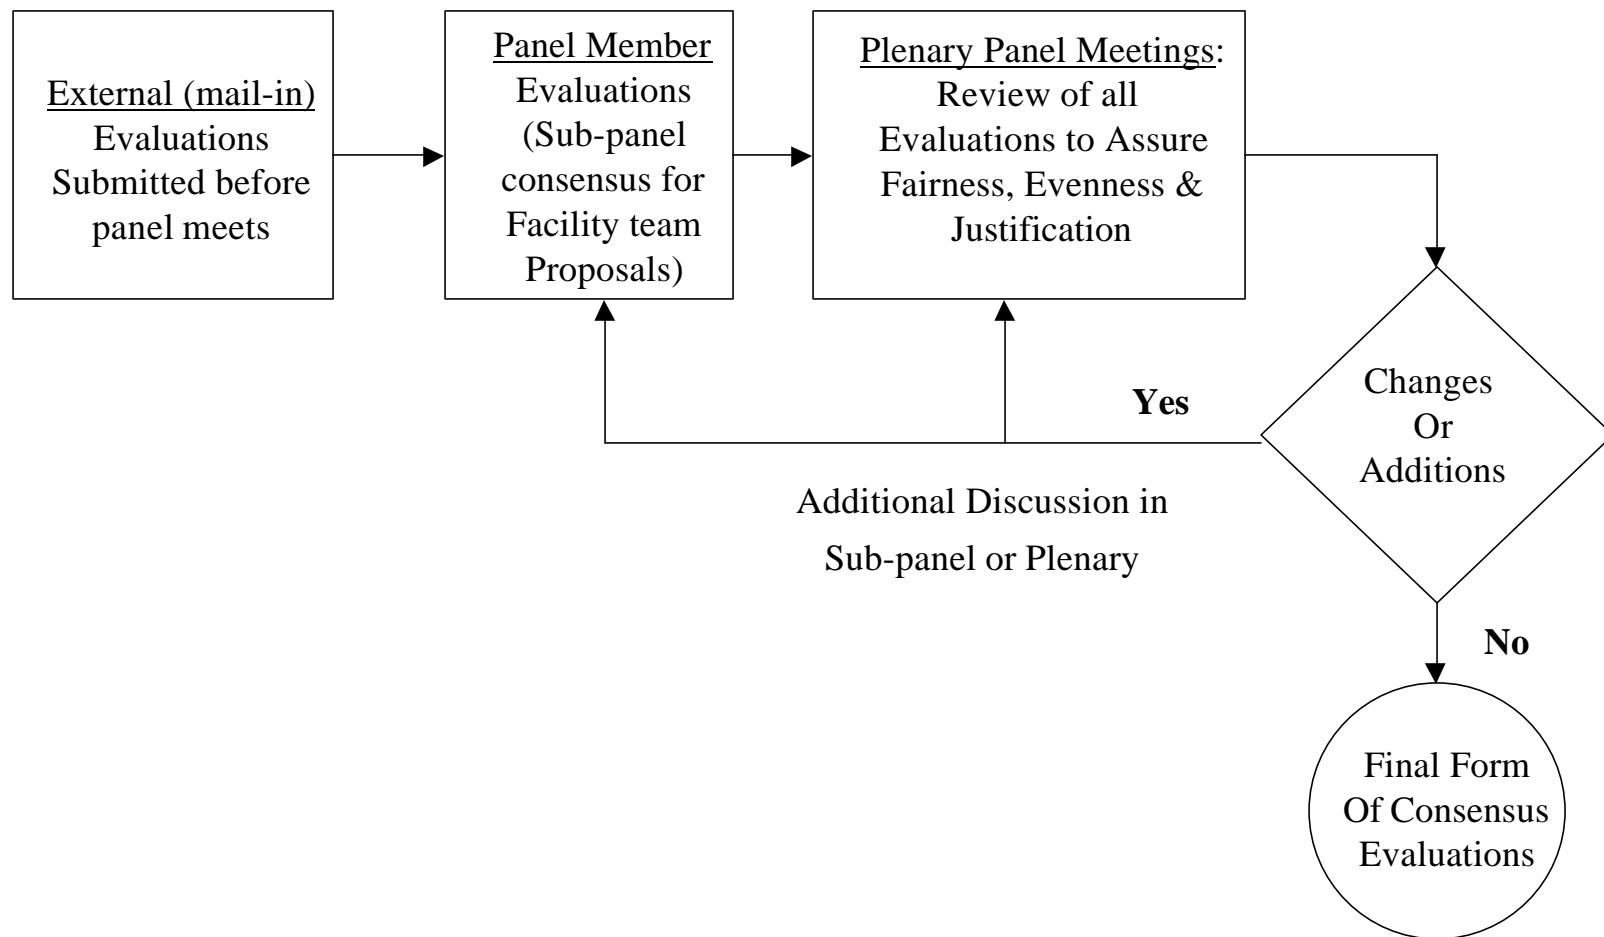 External (mail-in)
Evaluations
Submitted before
panel meets
Panel Member
Evaluations
(Sub-panel
consensus for
Facility team
Proposals)
Plenary Panel Meetings:
Review of all
Evaluations to Assure
Fairness, Evenness &
Justification
Changes
Or
Additions
Yes
Additional Discussion in
Sub-panel or Plenary
No
Final Form
Of Consensus
Evaluations